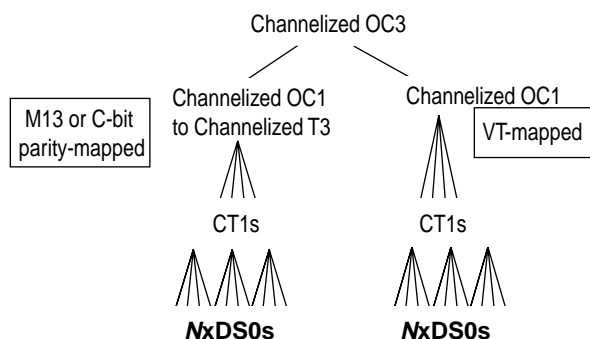 Channelized OC3
M13 or C-bit
parity-mapped
Channelized OC1
to Channelized T3
Channelized OC1
VT-mapped
CT1s
CT1s
NxDS0s
NxDS0s